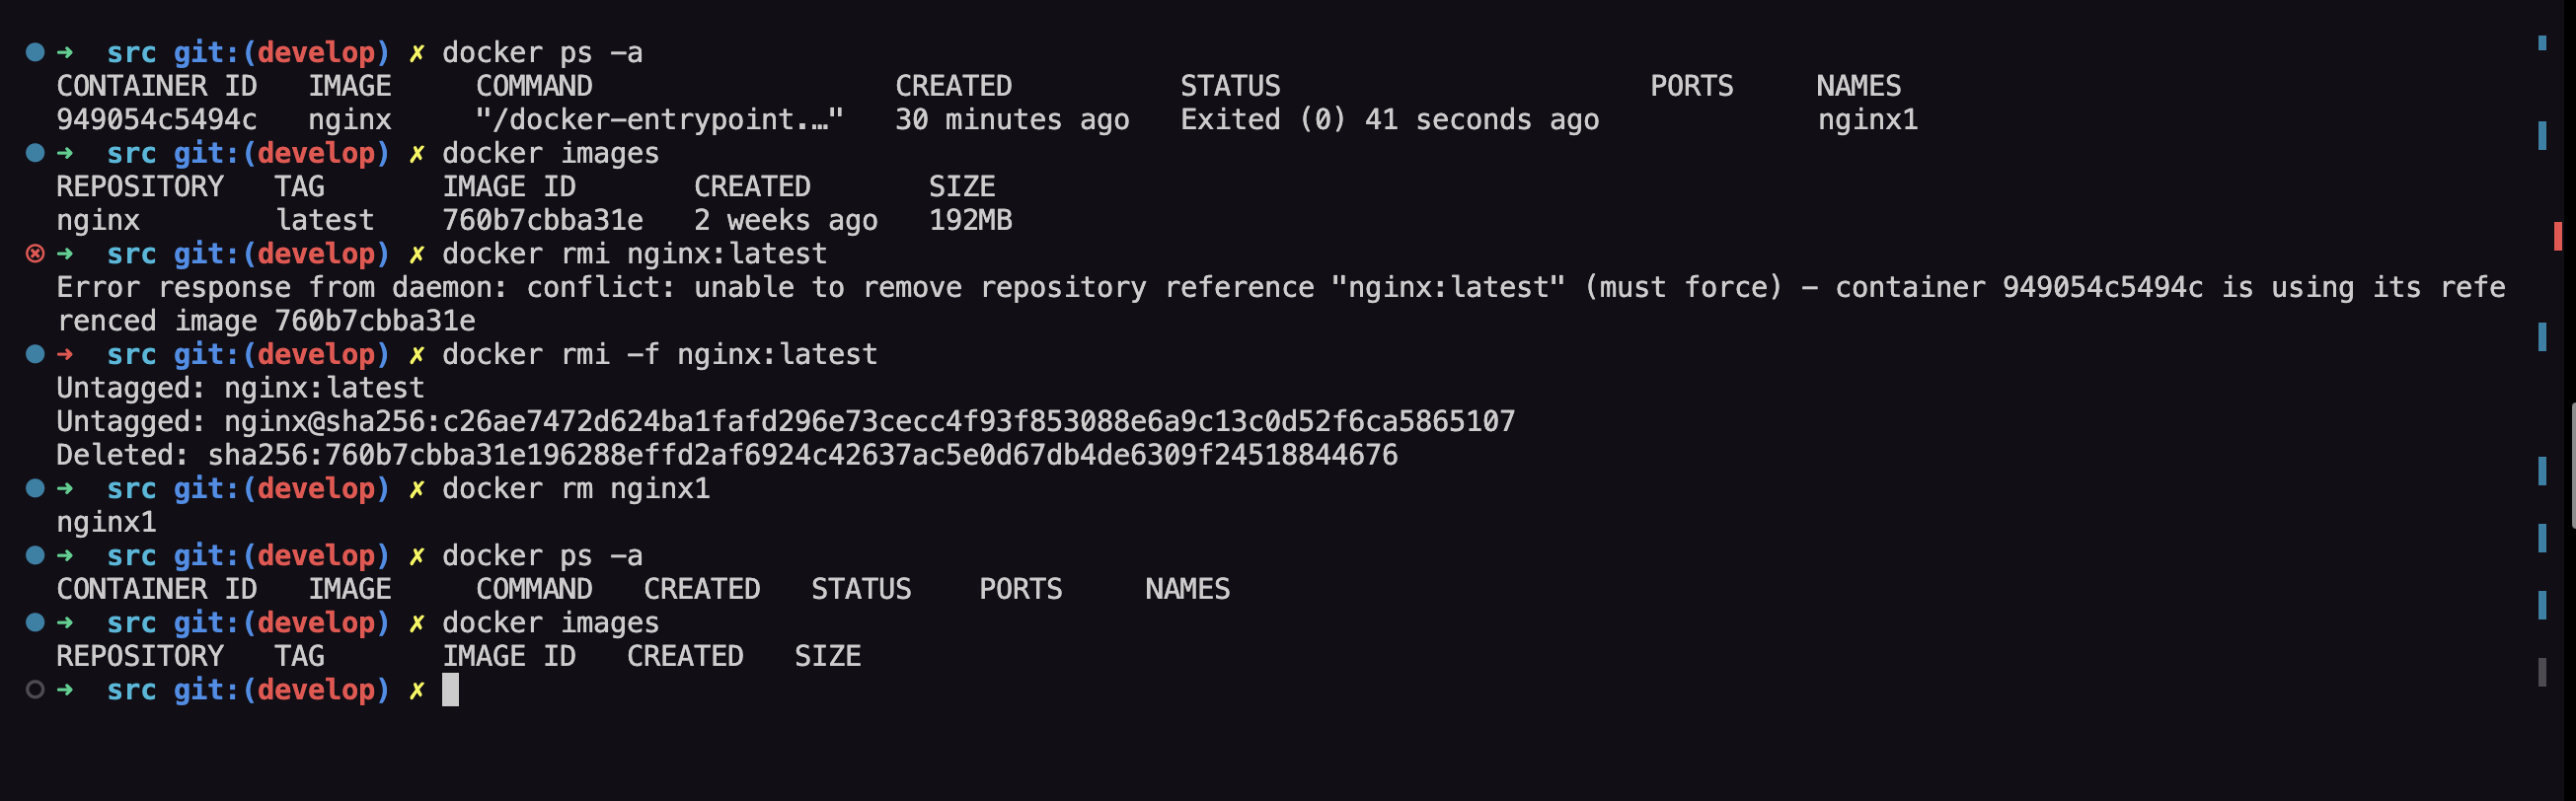 ➜  src git:(develop) ✗ docker ps -a
CONTAINER ID   IMAGE     COMMAND                  CREATED          STATUS                      PORTS     NAMES
949054c5494c   nginx     "/docker-entrypoint.…"   30 minutes ago   Exited (0) 41 seconds ago             nginx1
➜  src git:(develop) ✗ docker images
REPOSITORY   TAG       IMAGE ID       CREATED       SIZE
nginx        latest    760b7cbba31e   2 weeks ago   192MB
➜  src git:(develop) ✗ docker rmi nginx:latest
Error response from daemon: conflict: unable to remove repository reference "nginx:latest" (must force) - container 949054c5494c is using its refe
renced image 760b7cbba31e
➜  src git:(develop) ✗ docker rmi -f nginx:latest
Untagged: nginx:latest
Untagged: nginx@sha256:c26ae7472d624ba1fafd296e73cecc4f93f853088e6a9c13c0d52f6ca5865107
Deleted: sha256:760b7cbba31e196288effd2af6924c42637ac5e0d67db4de6309f24518844676
➜  src git:(develop) ✗ docker rm nginx1
nginx1
➜  src git:(develop) ✗ docker ps -a
CONTAINER ID   IMAGE     COMMAND   CREATED   STATUS    PORTS     NAMES
➜  src git:(develop) ✗ docker images
REPOSITORY   TAG       IMAGE ID   CREATED   SIZE
➜  src git:(develop) ✗